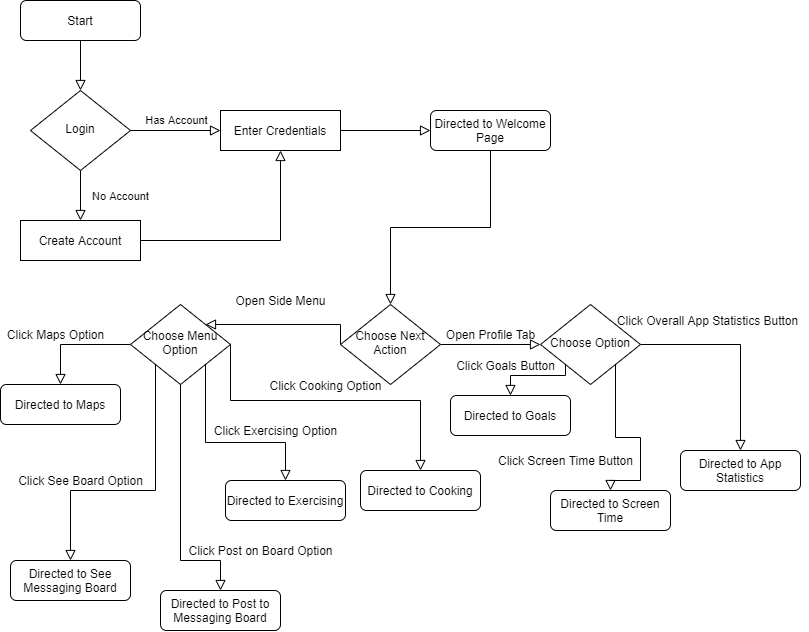 Start
Login
Has Account
Enter Credentials
Directed to Welcome
Page
No Account
Create Account
Open Side Menu
Choose Menu
Option
Choose Next
Action
Open Profile Tab
Choose Option
Click Overall App Statistics Button
Click Maps Option
Directed to Maps
Click Cooking Option
Click Goals Button
Directed to Goals
Click Exercising Option
Click See Board Option
Directed to Exercising
Directed to Cooking
Click Screen Time Button
Directed to App
Statistics
Directed to Screen
Time
Click Post on Board Option
Directed to See
Messaging Board
Directed to Post to
Messaging Board